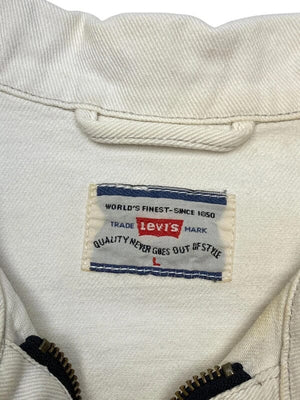 WORLD'S FINEST-SINCE 1850
TRADE Levi's MARK
QUALITY NEVER GOES OUT OF STYLE
L